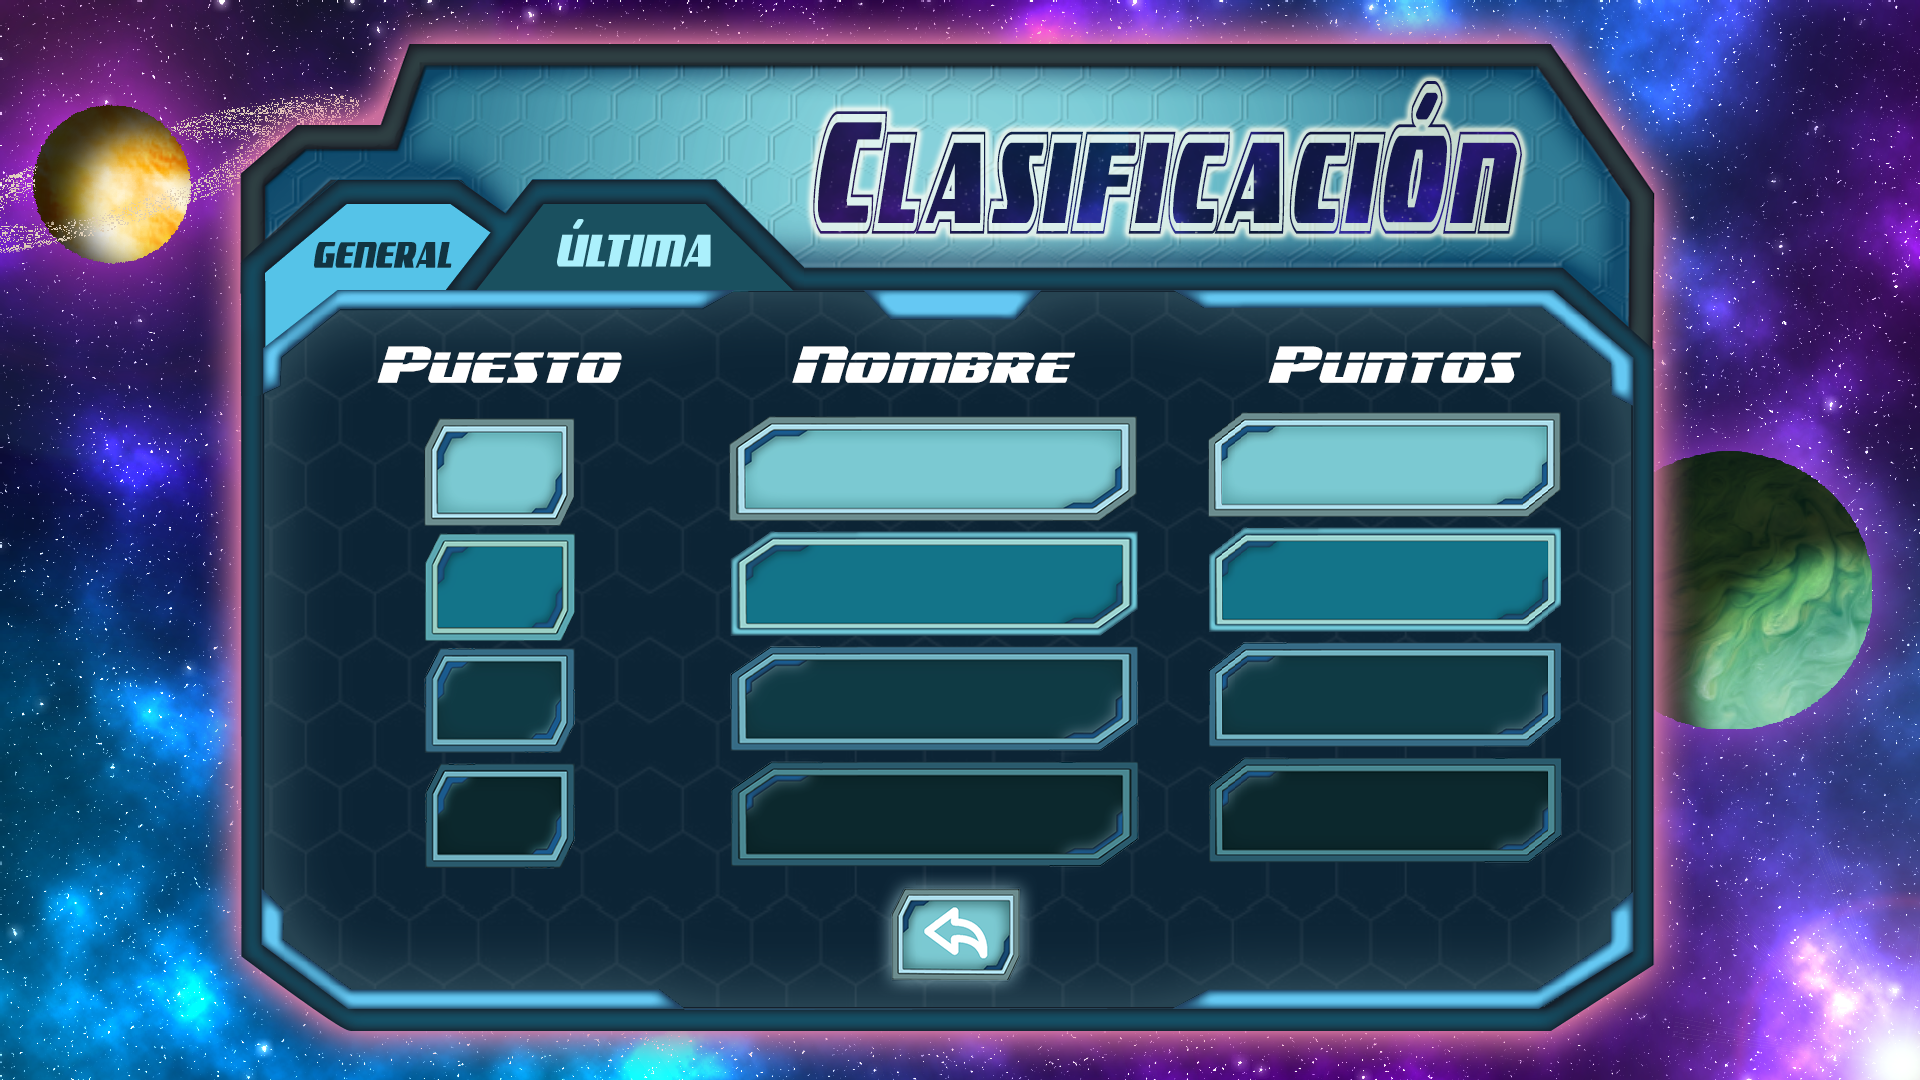 Clasificación
GENERAL
ÚLTIMA
Puesto
Nombre
Puntos